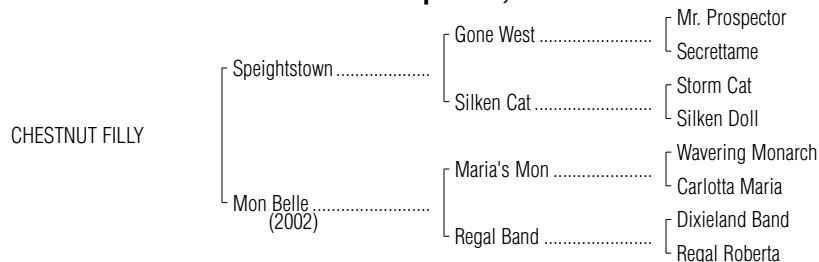 Mr. Prospector
Gone West ........................
Secrettame
Speightstown ....................
Storm Cat
Silken Cat .........................
Silken Doll
CHESTNUT FILLY
Wavering Monarch
Maria's Mon .....................
Carlotta Maria
Mon Belle .........................
(2002)
Dixieland Band
Regal Band .......................
Regal Roberta